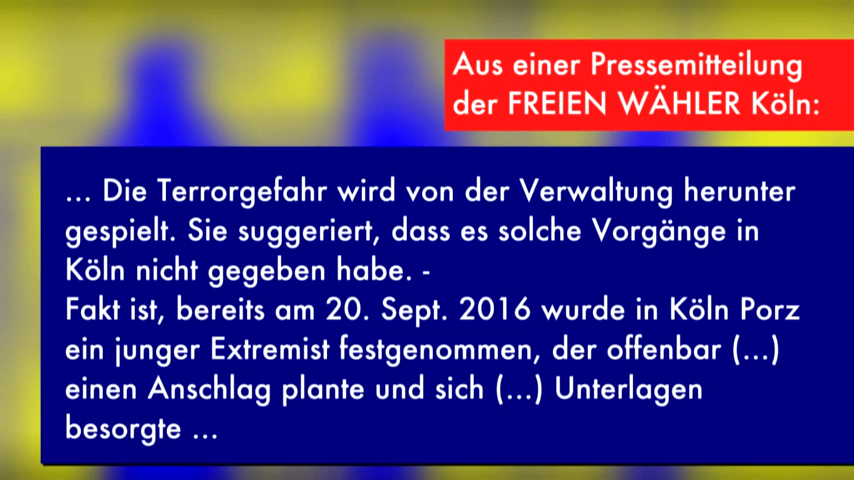 Aus einer Pressemitteilung
der FREIEN WÄHLER Köln:
... Die Terrorgefahr wird von der Verwaltung herunter
gespielt. Sie suggeriert, dass es solche Vorgänge in
Köln nicht gegeben habe. -
Fakt ist, bereits am 20. Sept. 2016 wurde in Köln Porz
ein junger Extremist festgenommen, der offenbar (...)
einen Anschlag plante und sich (...) Unterlagen
besorgte ...